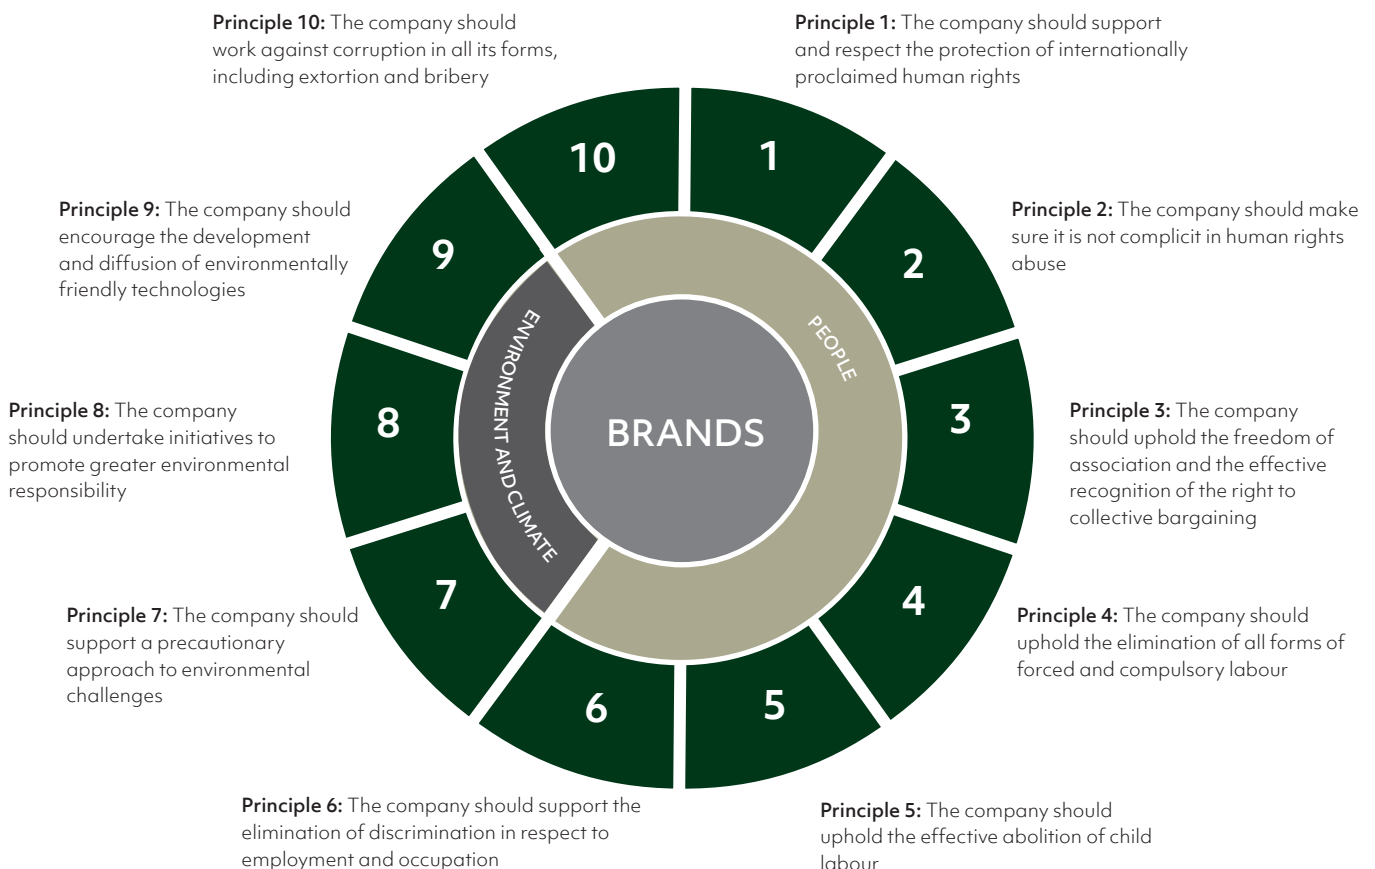 Principle 10: The company should
work against corruption in all its forms,
including extortion and bribery
Principle 1: The company should support
and respect the protection of internationally
proclaimed human rights
Principle 9: The company should
encourage the development
and diffusion of environmentally
friendly technologies
Principle 2: The company should make
sure it is not complicit in human rights
abuse
Principle 8: The company
should undertake initiatives to
promote greater environmental
responsibility
Principle 3: The company
should uphold the freedom of
association and the effective
recognition of the right to
collective bargaining
Principle 7: The company should
support a precautionary
approach to environmental
challenges
Principle 4: The company should
uphold the elimination of all forms of
forced and compulsory labour
Principle 6: The company should support the
elimination of discrimination in respect to
employment and occupation
Principle 5: The company should
uphold the effective abolition of child
labour
10
1
9
2
8
3
7
4
6
5
ENVIRONMENT AND CLIMATE
PEOPLE
BRANDS